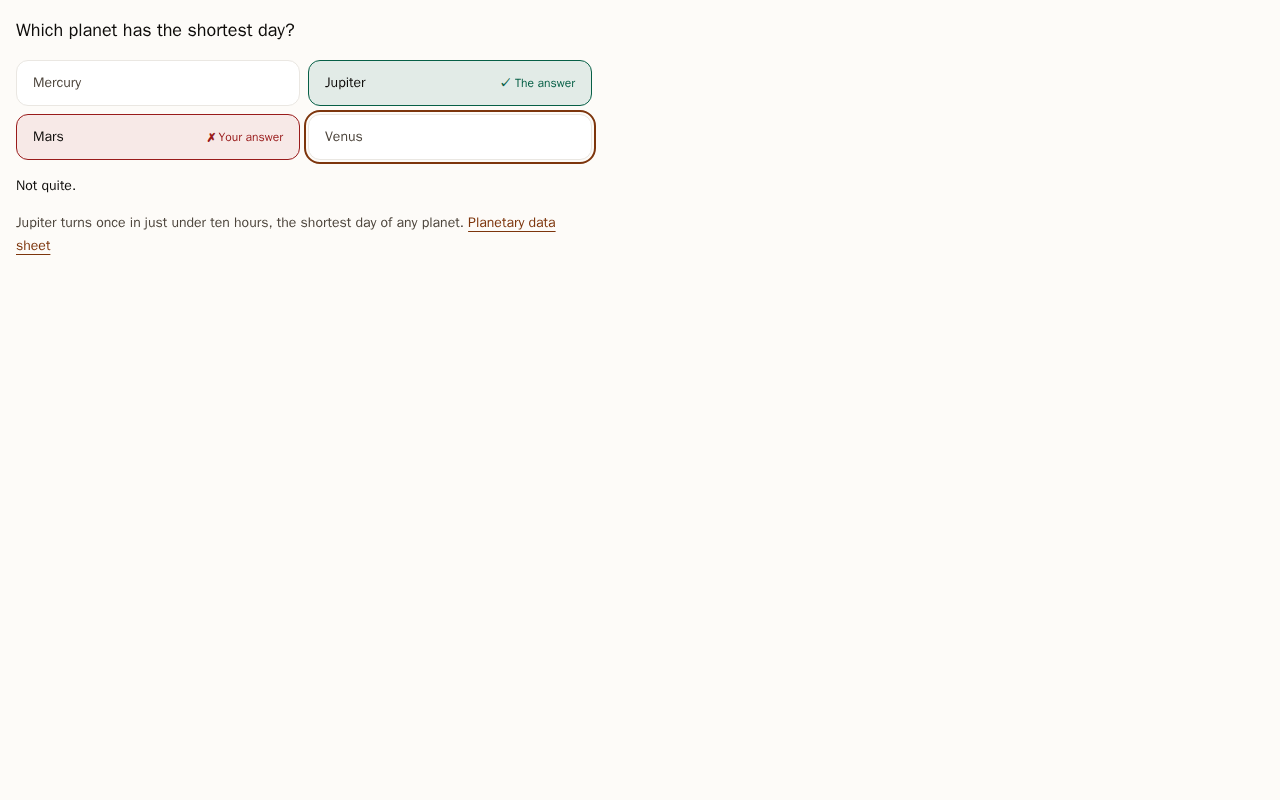 Which planet has the shortest day?
Mercury
Jupiter ✓ The answer
Mars ✗ Your answer
Venus
Not quite.
Jupiter turns once in just under ten hours, the shortest day of any planet. Planetary data
sheet